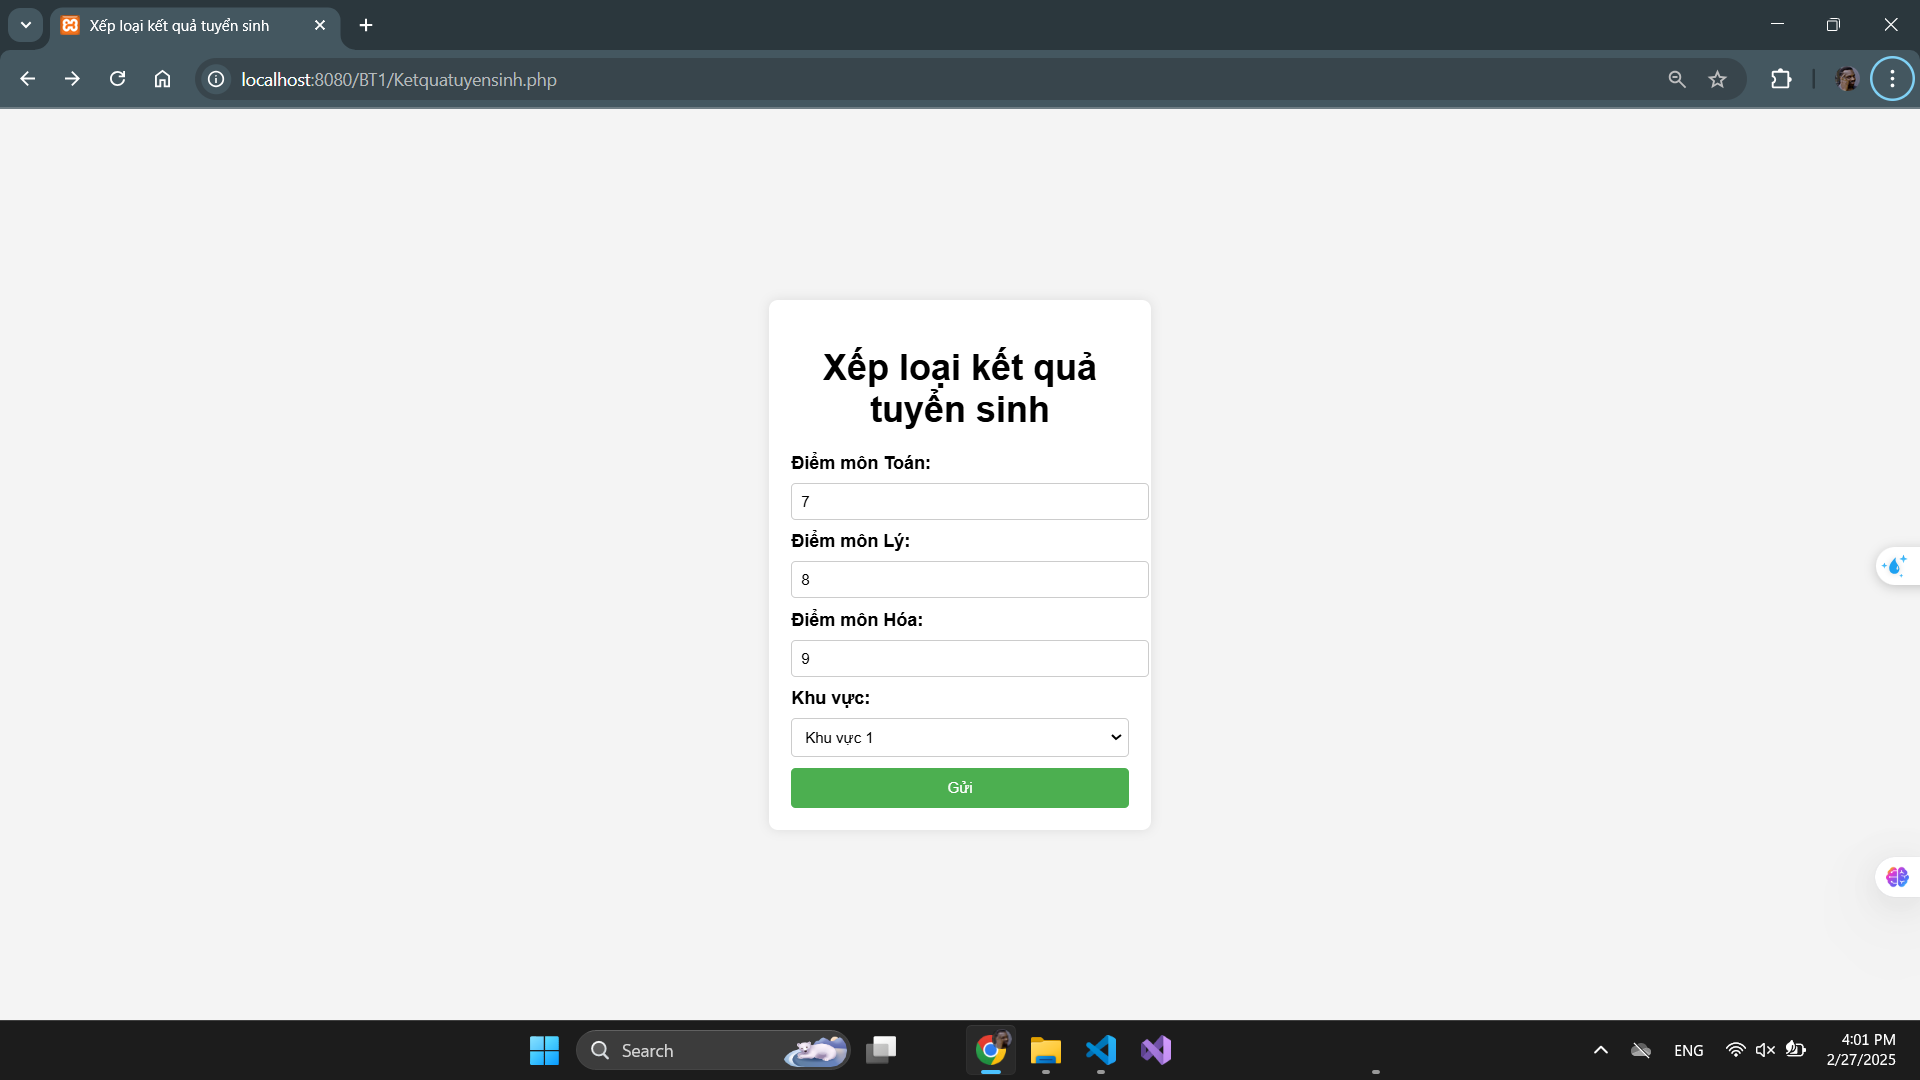 Xếp loại kết quả tuyển sinh
localhost:8080/BT1/Ketquatuyensinh.php
Xếp loại kết quả
tuyển sinh
Điểm môn Toán:
7
Điểm môn Lý:
8
Điểm môn Hóa:
9
Khu vực:
Khu vực 1
Gửi
Search
ENG
4:01 PM
2/27/2025